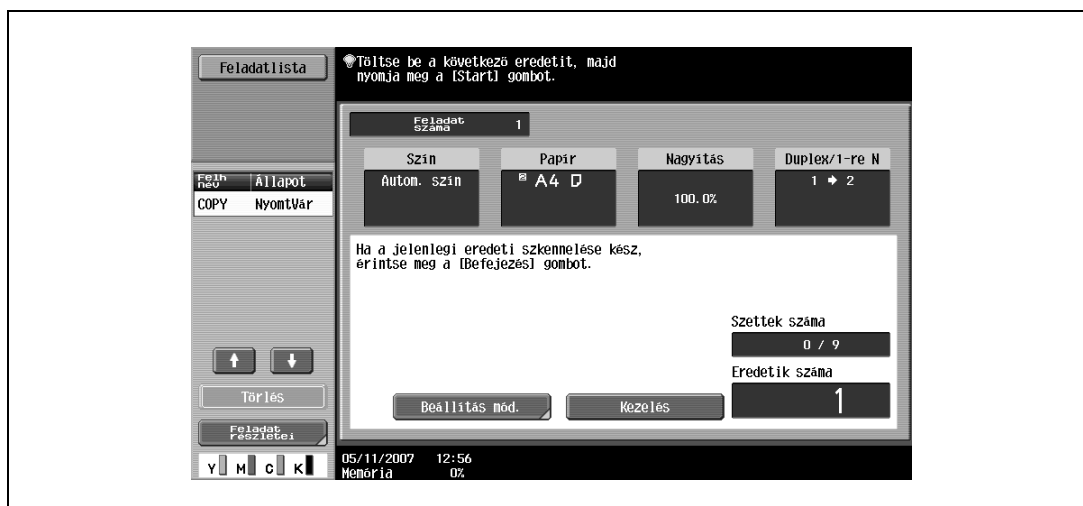 Feladatlista
Töltse be a következő eredetit, majd
nyomja meg a [Start] gombot.
Feladat
száma
1
Szín
Papír
Nagyítás
Duplex/1-re N
Autom. szín
2 A4
100.0%
1 → 2
Felh
név
Állapot
COPY
NyomtVár
Ha a jelenlegi eredeti szkennelése kész,
érintse meg a [Befejezés] gombot.
Szettek száma
0 / 9
Eredetik száma
1
Törlés
Beállítás mód.
Kezelés
Feladat
részletei
Y M C K
05/11/2007 12:56
Memória 0%